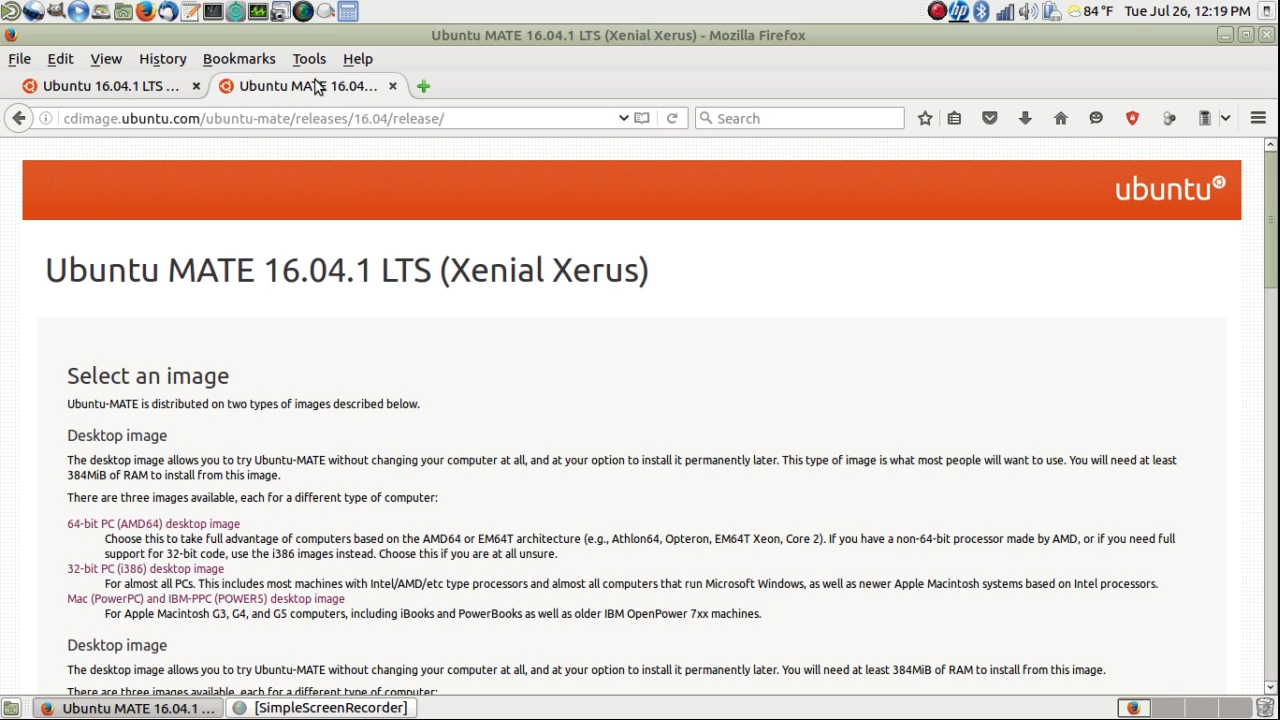 84 °F Tue Jul 26, 12:19 PM
Ubuntu MATE 16.04.1 LTS (Xenial Xerus) - Mozilla Firefox
File Edit View History Bookmarks Tools Help
Ubuntu 16.04.1 LTS ... Ubuntu MATE 16.04...
cdimage.ubuntu.com/ubuntu-mate/releases/16.04/release/ Search
ubuntu
Ubuntu MATE 16.04.1 LTS (Xenial Xerus)
Select an image
Ubuntu-MATE is distributed on two types of images described below.
Desktop image
The desktop image allows you to try Ubuntu-MATE without changing your computer at all, and at your option to install it permanently later. This type of image is what most people will want to use. You will need at least
384MiB of RAM to install from this image.
There are three images available, each for a different type of computer:
64-bit PC (AMD64) desktop image
Choose this to take full advantage of computers based on the AMD64 or EM64T architecture (e.g., Athlon64, Opteron, EM64T Xeon, Core 2). If you have a non-64-bit processor made by AMD, or if you need full
support for 32-bit code, use the i386 images instead. Choose this if you are at all unsure.
32-bit PC (i386) desktop image
For almost all PCs. This includes most machines with Intel/AMD/etc type processors and almost all computers that run Microsoft Windows, as well as newer Apple Macintosh systems based on Intel processors.
Mac (PowerPC) and IBM-PPC (POWER5) desktop image
For Apple Macintosh G3, G4, and G5 computers, including iBooks and PowerBooks as well as older IBM OpenPower 7xx machines.
Desktop image
The desktop image allows you to try Ubuntu-MATE without changing your computer at all, and at your option to install it permanently later. You will need at least 384MiB of RAM to install from this image.
There are three images available, each for a different type of computer:
Ubuntu MATE 16.04.1 ... [SimpleScreenRecorder]